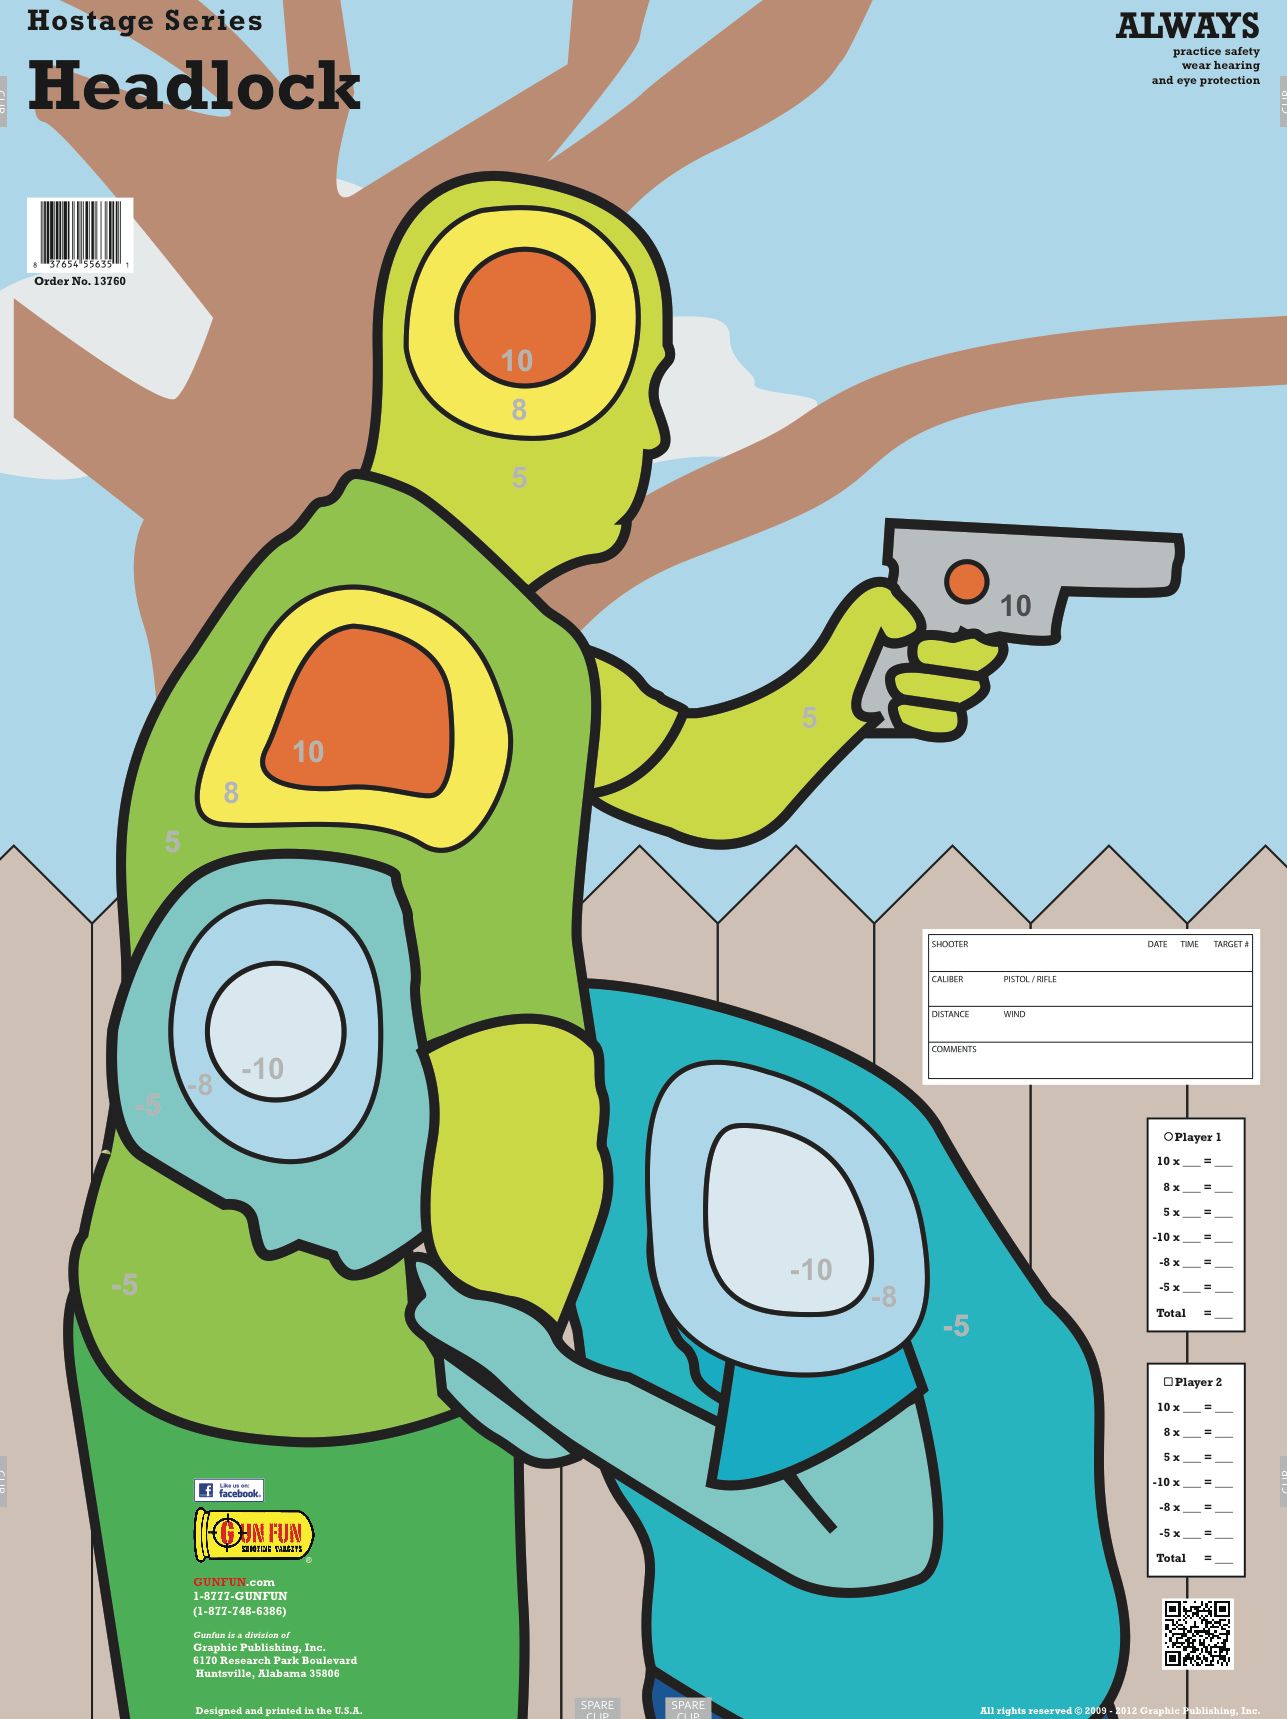 Hostage Series
Headlock
ALWAYS
practice safety
wear hearing
and eye protection
CLIP
CLIP
8 37654 55635 1
Order No. 13760
10
8
5
10
5
10
8
5
-10
-8
-5
-5
-10
-8
-5
SHOOTER DATE TIME TARGET #
CALIBER PISTOL / RIFLE
DISTANCE WIND
COMMENTS
Player 1
10 x ___ = ___
8 x ___ = ___
5 x ___ = ___
-10 x ___ = ___
-8 x ___ = ___
-5 x ___ = ___
Total = ___
Player 2
10 x ___ = ___
8 x ___ = ___
5 x ___ = ___
-10 x ___ = ___
-8 x ___ = ___
-5 x ___ = ___
Total = ___
CLIP
CLIP
Like us on:
facebook.
GUN FUN
SHOOTING TARGETS
®
GUNFUN.com
1-8777-GUNFUN
(1-877-748-6386)
Gunfun is a division of
Graphic Publishing, Inc.
6170 Research Park Boulevard
Huntsville, Alabama 35806
Designed and printed in the U.S.A.
SPARE
CLIP
SPARE
CLIP
All rights reserved © 2009 - 2012 Graphic Publishing, Inc.